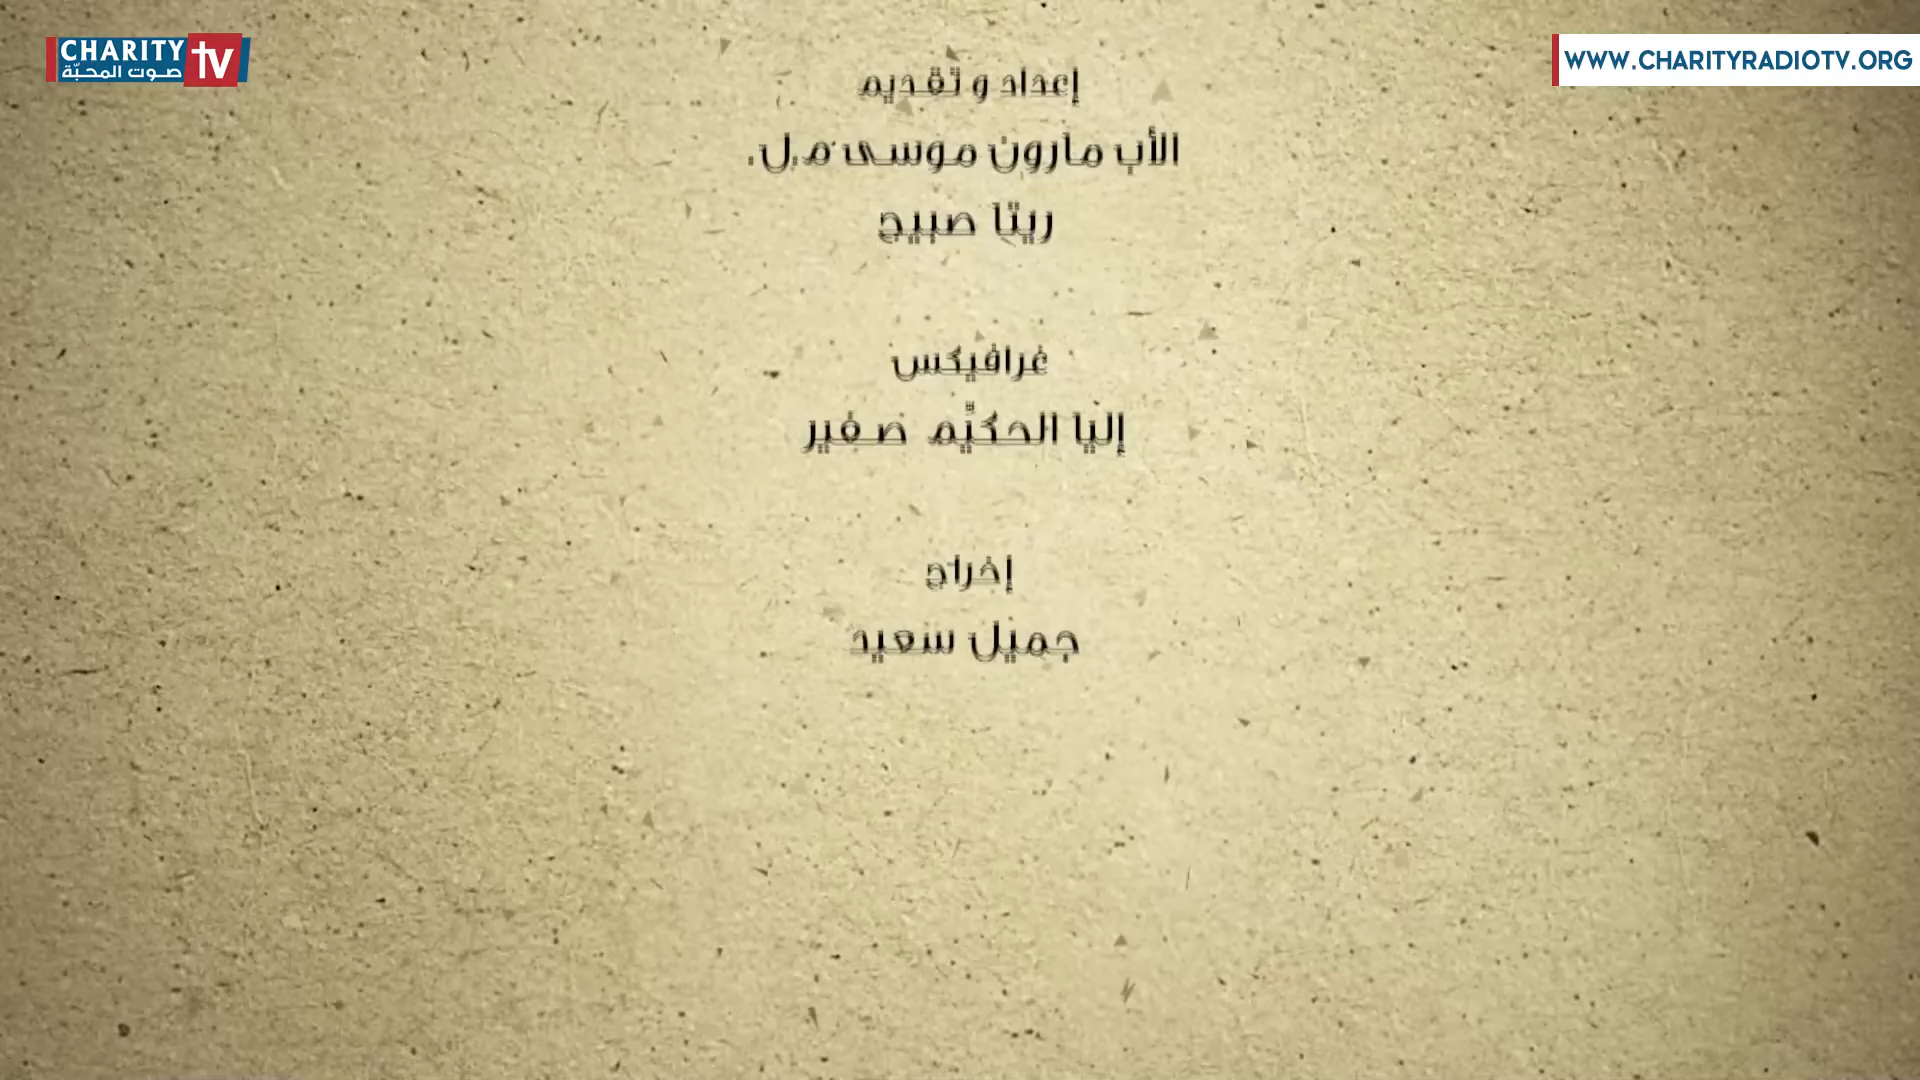 CHARITY tv
صوت المحبّة
WWW.CHARITYRADIOTV.ORG
إعداد و تقديم
الأب مارون موسى م.ل.
ريتا صبيح
غرافيكس
إليا الحكيّم صفير
إخراج
جميل سعيد